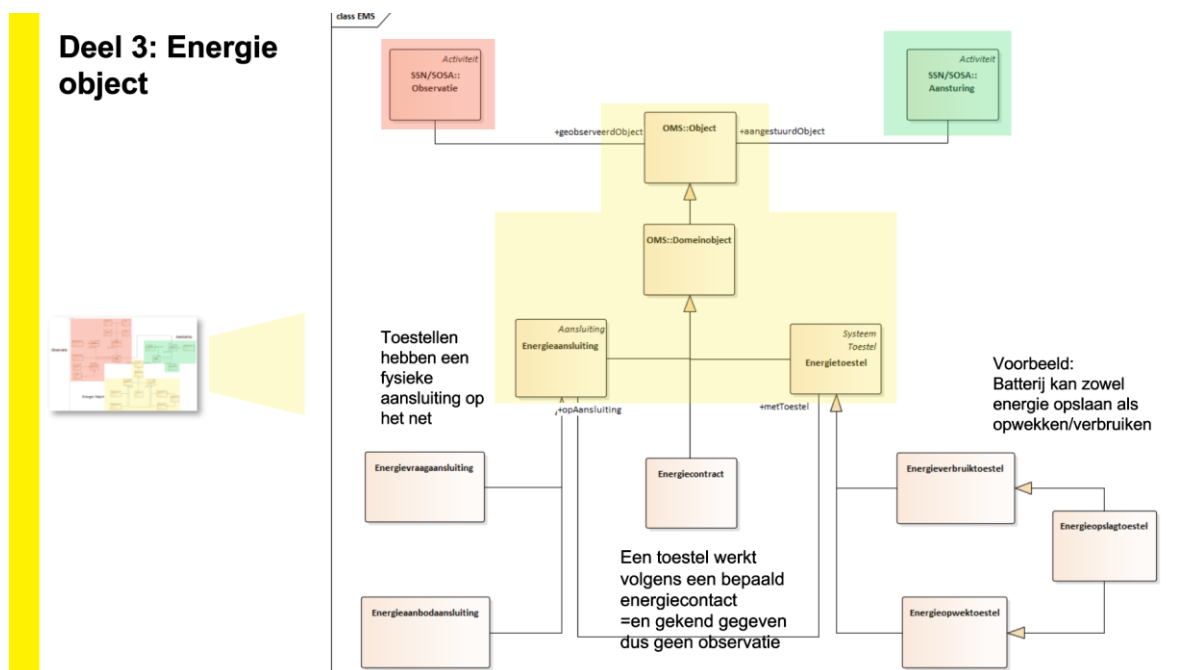 class EMS
Deel 3: Energie
object
Activiteit
SSN/SOSA::
Observatie
Activiteit
SSN/SOSA::
Aansturing
+geobserveerdObject
OMS::Object
+aangestuurdObject
OMS::Domeinobject
Toestellen
hebben een
fysieke
aansluiting op
het net
Aansluiting
Energieaansluiting
Systeem
Toestel
Energietoestel
Voorbeeld:
Batterij kan zowel
energie opslaan als
opwekken/verbruiken
+opAansluiting
+metToestel
Energievraagaansluiting
Energiecontract
Energieverbruiktoestel
Energieopslagtoestel
Een toestel werkt
volgens een bepaald
energiecontact
=en gekend gegeven
dus geen observatie
Energieaanbodaansluiting
Energieopwektoestel